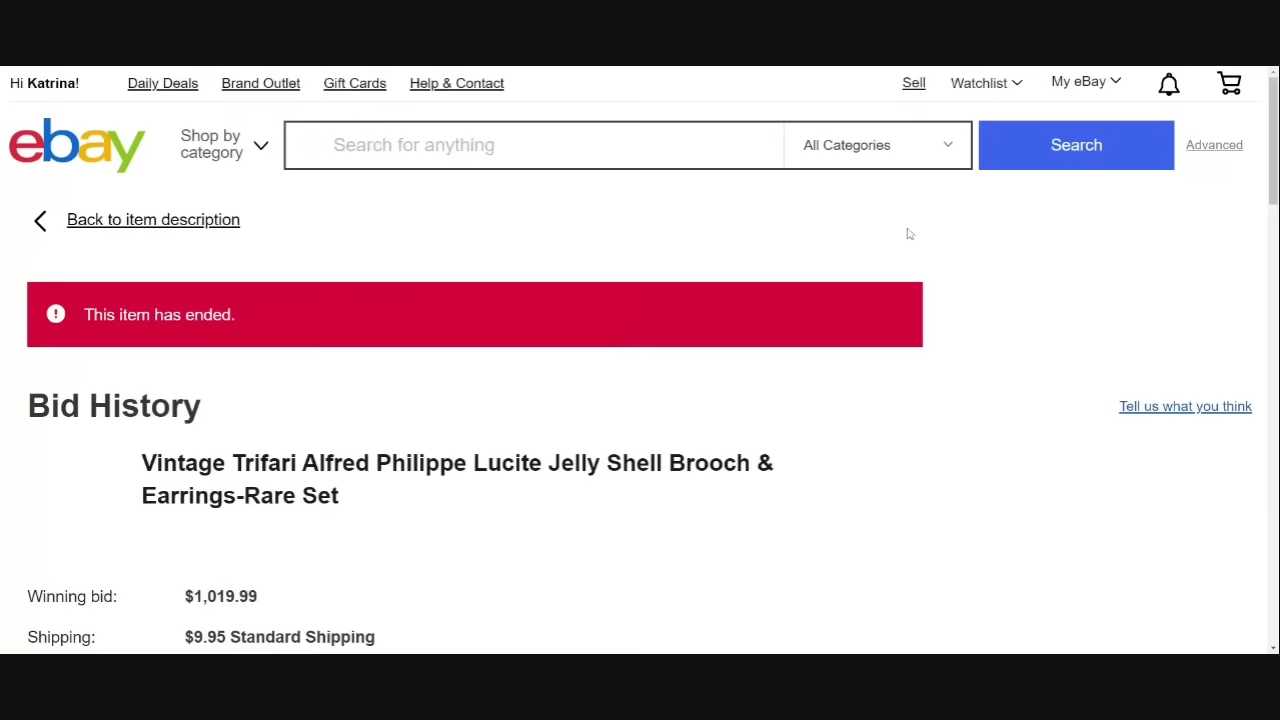 Hi Katrina! Daily Deals Brand Outlet Gift Cards Help & Contact Sell Watchlist My eBay
ebay Shop by category Search for anything All Categories Search Advanced
Back to item description
This item has ended.
Bid History Tell us what you think
Vintage Trifari Alfred Philippe Lucite Jelly Shell Brooch &
Earrings-Rare Set
Winning bid: $1,019.99
Shipping: $9.95 Standard Shipping